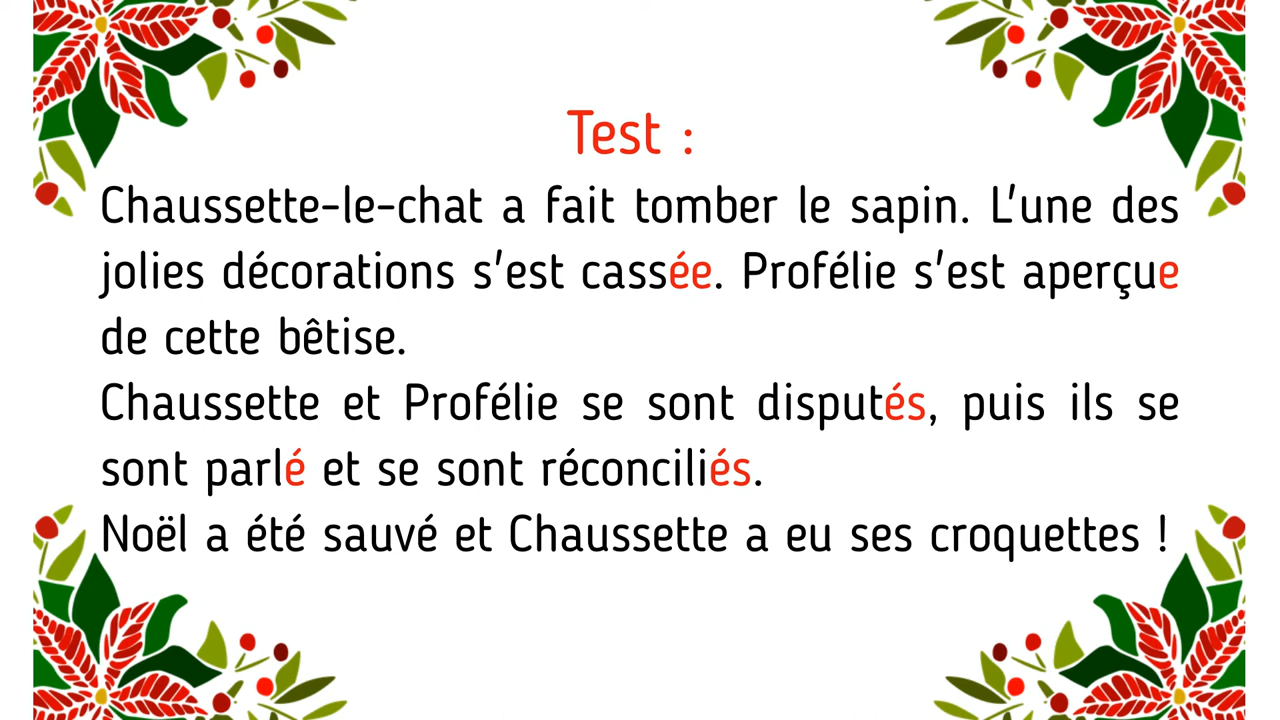 Test :
Chaussette-le-chat a fait tomber le sapin. L'une des
jolies décorations s'est cassée. Profélie s'est aperçue
de cette bêtise.
Chaussette et Profélie se sont disputés, puis ils se
sont parlé et se sont réconciliés.
Noël a été sauvé et Chaussette a eu ses croquettes !